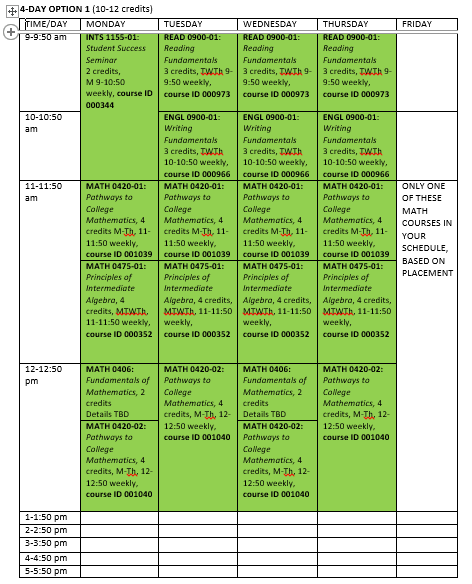 4-DAY OPTION 1 (10-12 credits)
TIME/DAY MONDAY TUESDAY WEDNESDAY THURSDAY FRIDAY
9-9:50 am
INTS 1155-01:
Student Success
Seminar
2 credits,
M 9-10:50
weekly, course ID
000344
READ 0900-01:
Reading
Fundamentals
3 credits, TWTh 9-
9:50 weekly,
course ID 000973
READ 0900-01:
Reading
Fundamentals
3 credits, TWTh 9-
9:50 weekly,
course ID 000973
READ 0900-01:
Reading
Fundamentals
3 credits, TWTh 9-
9:50 weekly,
course ID 000973
10-10:50
am
ENGL 0900-01:
Writing
Fundamentals
3 credits, TWTh
10-10:50 weekly,
course ID 000966
ENGL 0900-01:
Writing
Fundamentals
3 credits, TWTh
10-10:50 weekly,
course ID 000966
ENGL 0900-01:
Writing
Fundamentals
3 credits, TWTh
10-10:50 weekly,
course ID 000966
11-11:50
am
MATH 0420-01:
Pathways to
College
Mathematics, 4
credits M-Th, 11-
11:50 weekly,
course ID 001039
MATH 0420-01:
Pathways to
College
Mathematics, 4
credits M-Th, 11-
11:50 weekly,
course ID 001039
MATH 0420-01:
Pathways to
College
Mathematics, 4
credits M-Th, 11-
11:50 weekly,
course ID 001039
MATH 0420-01:
Pathways to
College
Mathematics, 4
credits M-Th, 11-
11:50 weekly,
course ID 001039
ONLY ONE
OF THESE
MATH
COURSES IN
YOUR
SCHEDULE,
BASED ON
PLACEMENT
MATH 0475-01:
Principles of
Intermediate
Algebra, 4
credits, MTWTh,
11-11:50 weekly,
course ID 000352
MATH 0475-01:
Principles of
Intermediate
Algebra, 4 credits,
MTWTh, 11-11:50
weekly,
course ID 000352
MATH 0475-01:
Principles of
Intermediate
Algebra, 4 credits,
MTWTh, 11-11:50
weekly,
course ID 000352
MATH 0475-01:
Principles of
Intermediate
Algebra, 4 credits,
MTWTh, 11-11:50
weekly,
course ID 000352
12-12:50
pm
MATH 0406:
Fundamentals of
Mathematics, 2
credits
Details TBD
MATH 0420-02:
Pathways to
College
Mathematics, 4
credits, M-Th, 12-
12:50 weekly,
course ID 001040
MATH 0420-02:
Pathways to
College
Mathematics, 4
credits, M-Th, 12-
12:50 weekly,
course ID 001040
MATH 0406:
Fundamentals of
Mathematics, 2
credits
Details TBD
MATH 0420-02:
Pathways to
College
Mathematics, 4
credits, M-Th, 12-
12:50 weekly,
course ID 001040
MATH 0420-02:
Pathways to
College
Mathematics, 4
credits, M-Th, 12-
12:50 weekly,
course ID 001040
1-1:50 pm
2-2:50 pm
3-3:50 pm
4-4:50 pm
5-5:50 pm